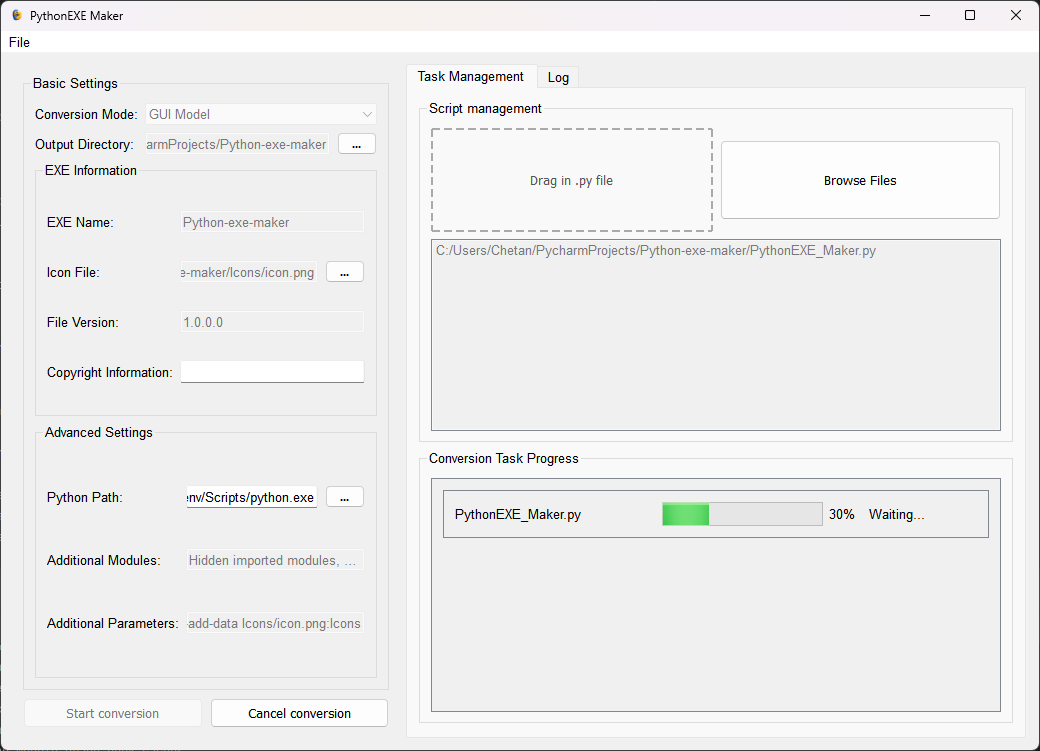 PythonEXE Maker
File
Basic Settings
Conversion Mode: GUI Model
Output Directory: armProjects/Python-exe-maker ...
EXE Information
EXE Name: Python-exe-maker
Icon File: e-maker/Icons/icon.png ...
File Version: 1.0.0.0
Copyright Information:
Advanced Settings
Python Path: env/Scripts/python.exe ...
Additional Modules: Hidden imported modules, ...
Additional Parameters: -add-data Icons/icon.png:Icons
Start conversion Cancel conversion
Task Management Log
Script management
Drag in .py file Browse Files
C:/Users/Chetan/PycharmProjects/Python-exe-maker/PythonEXE_Maker.py
Conversion Task Progress
PythonEXE_Maker.py 30% Waiting...